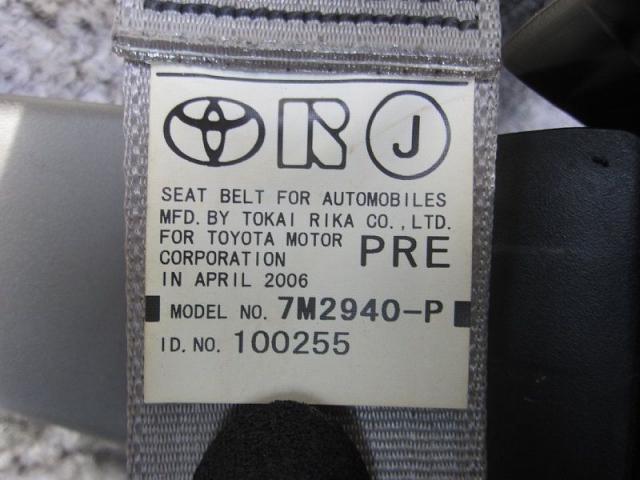 R J
SEAT BELT FOR AUTOMOBILES
MFD. BY TOKAI RIKA CO., LTD.
FOR TOYOTA MOTOR
CORPORATION PRE
IN APRIL 2006
MODEL NO. 7M2940-P
ID. NO. 100255